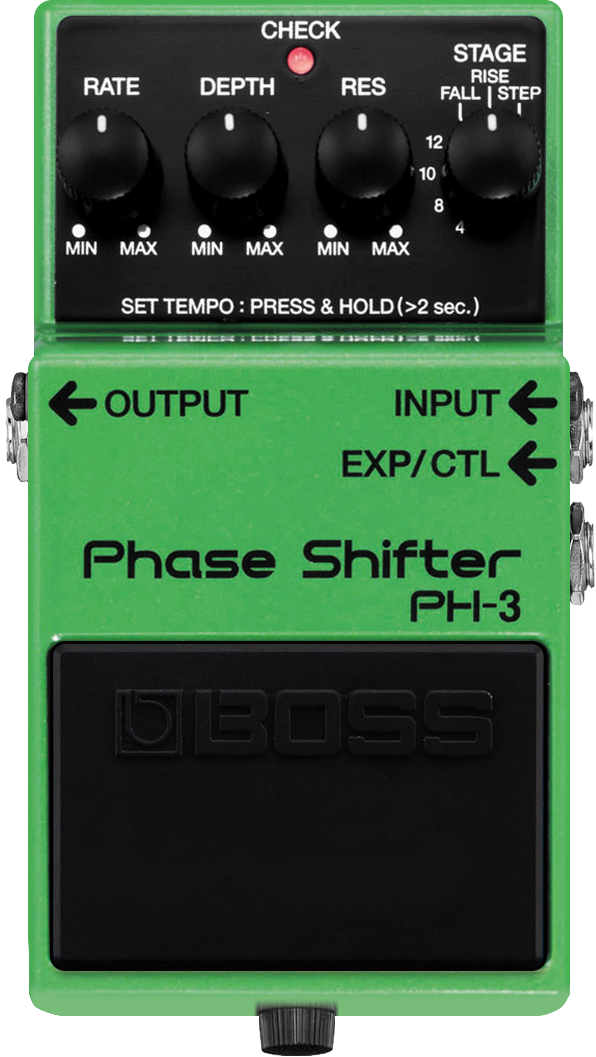 CHECK
RATE DEPTH RES STAGE
RISE
FALL STEP
12
10
8
4
MIN MAX MIN MAX MIN MAX
SET TEMPO : PRESS & HOLD (>2 sec.)
OUTPUT INPUT
EXP/CTL
Phase Shifter
PH-3
BOSS